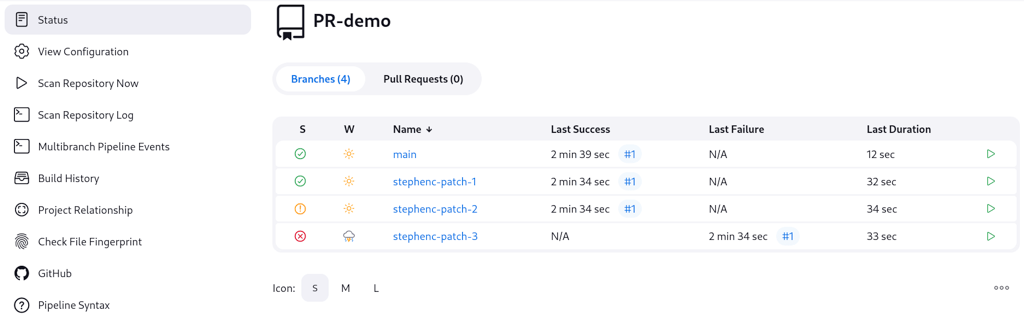 Status
View Configuration
Scan Repository Now
Scan Repository Log
Multibranch Pipeline Events
Build History
Project Relationship
Check File Fingerprint
GitHub
Pipeline Syntax
PR-demo
Branches (4) Pull Requests (0)
S W Name ↓ Last Success Last Failure Last Duration
main 2 min 39 sec #1 N/A 12 sec
stephenc-patch-1 2 min 34 sec #1 N/A 32 sec
stephenc-patch-2 2 min 34 sec #1 N/A 34 sec
stephenc-patch-3 N/A 2 min 34 sec #1 33 sec
Icon: S M L